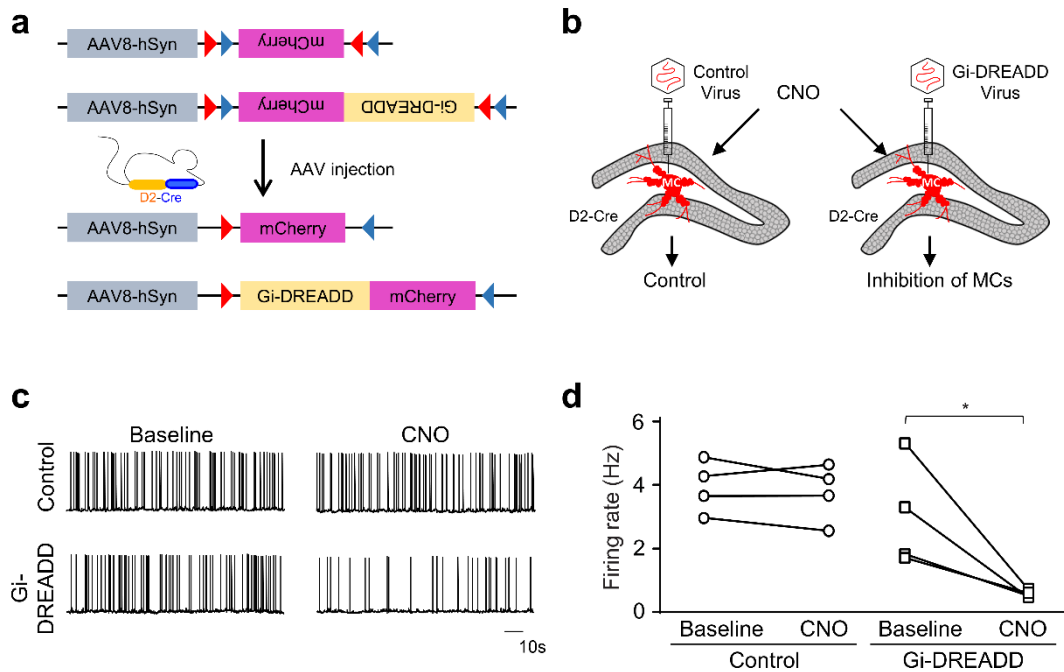 a
AAV8-hSyn mCherry
AAV8-hSyn mCherry Gi-DREADD
D2-Cre
AAV injection
AAV8-hSyn mCherry
AAV8-hSyn Gi-DREADD mCherry
b
Control
Virus
CNO
Gi-DREADD
Virus
MC
MC
D2-Cre
D2-Cre
Control
Inhibition of MCs
c
Baseline CNO
Control
Gi-
DREADD
10s
d
*
Firing rate (Hz)
6
4
2
0
Baseline CNO Baseline CNO
Control Gi-DREADD